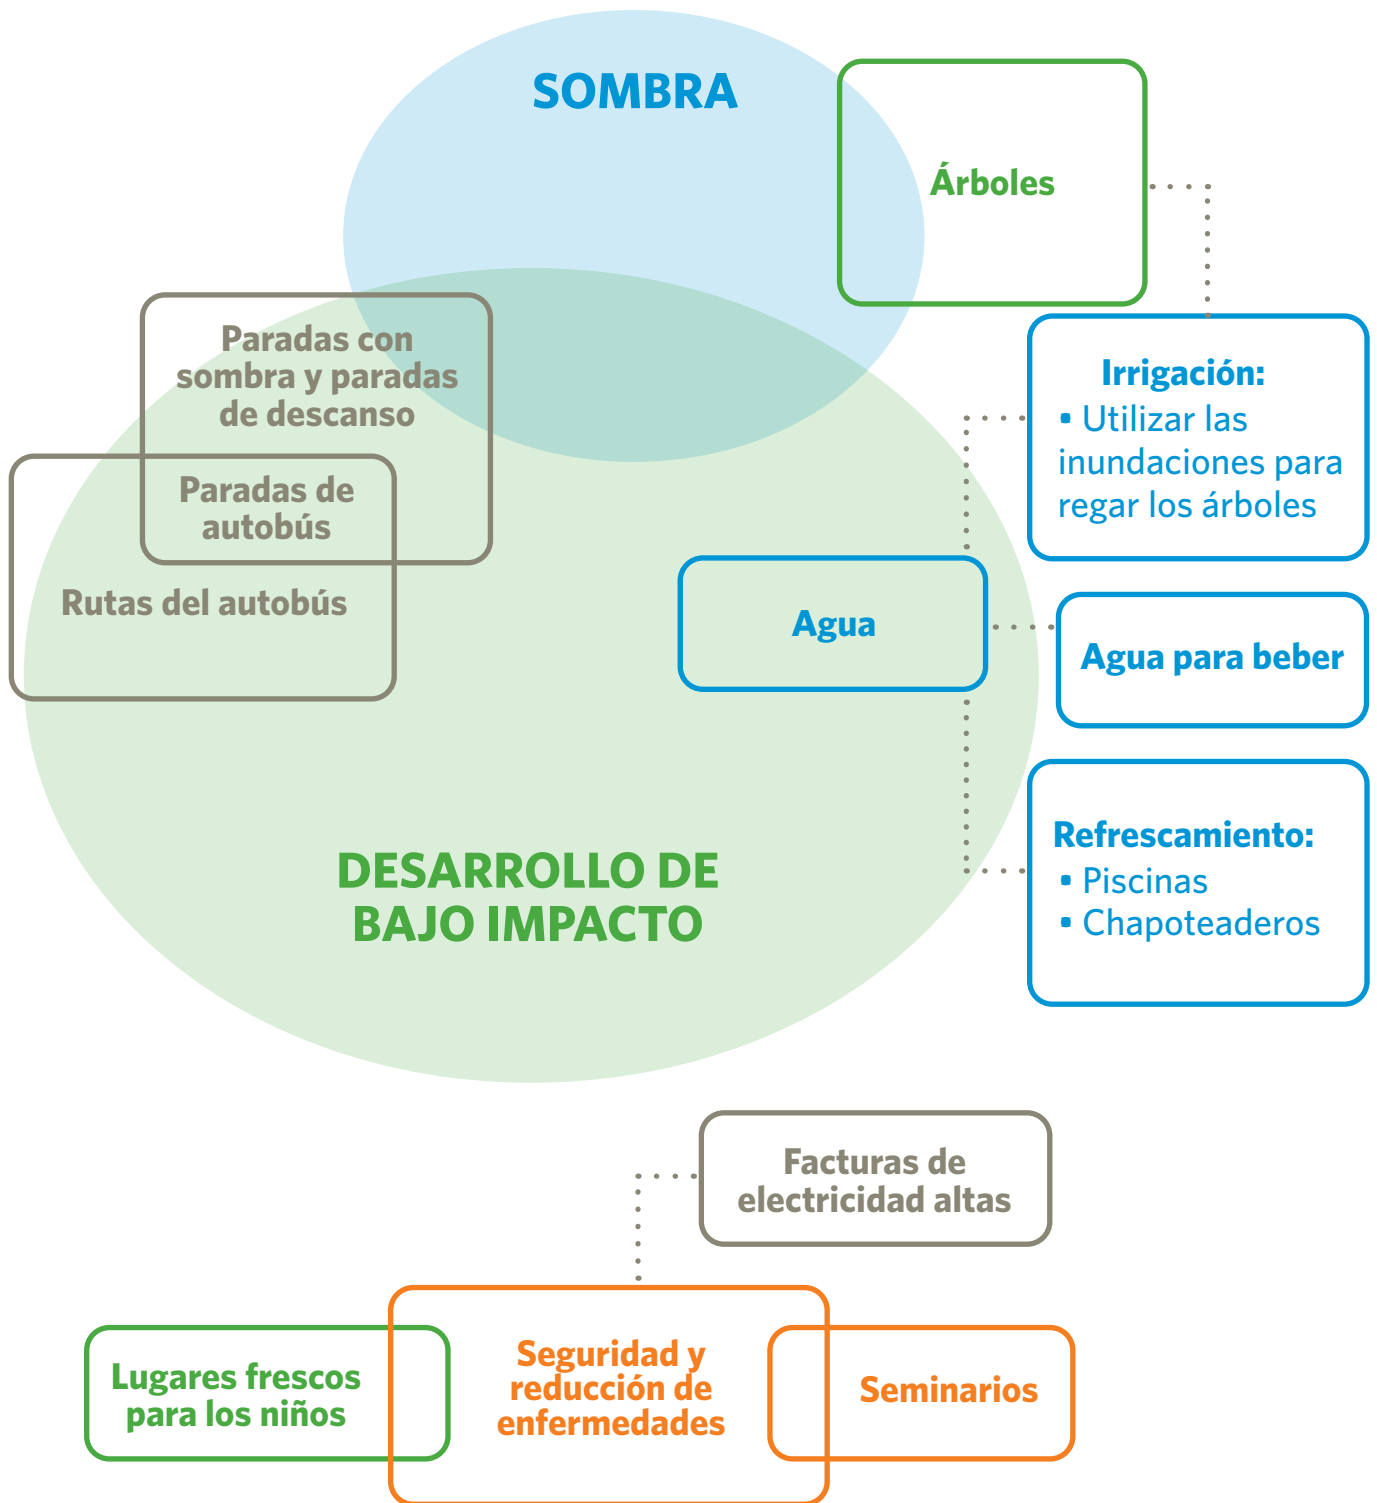 SOMBRA
Árboles
Paradas con
sombra y paradas
de descanso
Paradas de
autobús
Rutas del autobús
Irrigación:
• Utilizar las
inundaciones para
regar los árboles
Agua
Agua para beber
Refrescamiento:
• Piscinas
• Chapoteaderos
DESARROLLO DE
BAJO IMPACTO
Facturas de
electricidad altas
Lugares frescos
para los niños
Seguridad y
reducción de
enfermedades
Seminarios